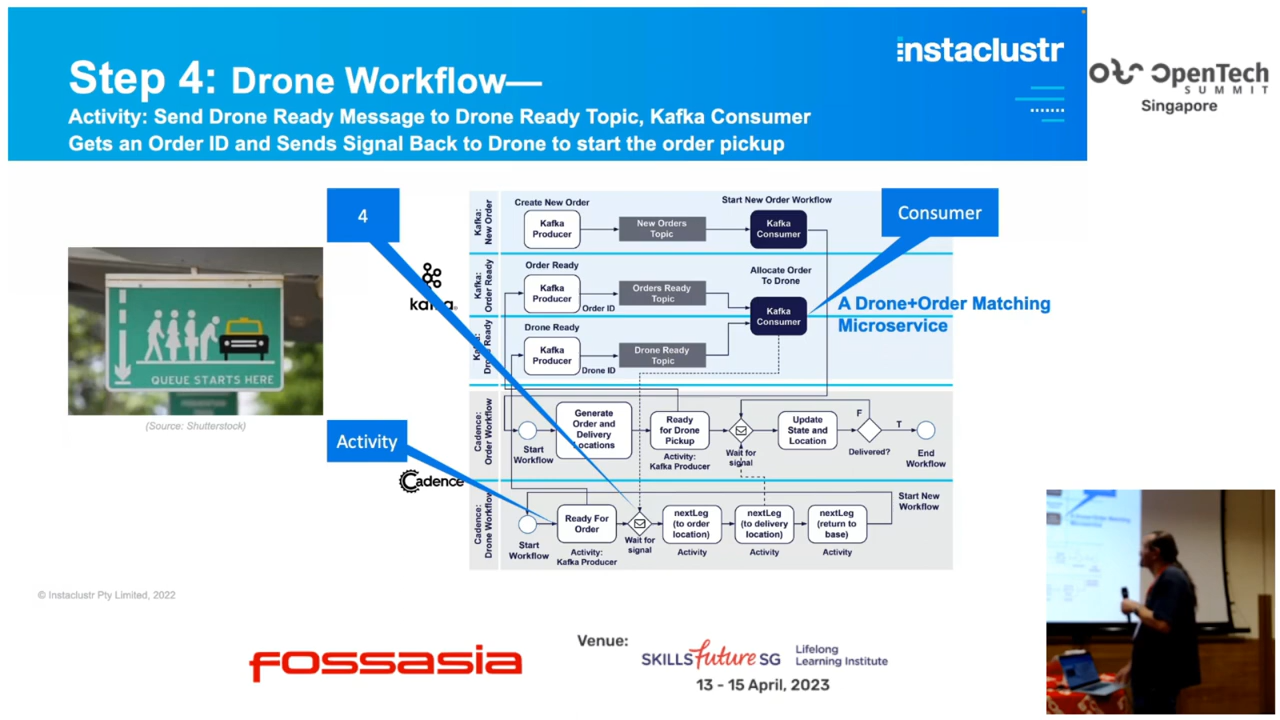 instaclustr
Step 4: Drone Workflow—
Activity: Send Drone Ready Message to Drone Ready Topic, Kafka Consumer
Gets an Order ID and Sends Signal Back to Drone to start the order pickup
OpenTech
SUMMIT
Singapore
4
Consumer
Activity
QUEUE STARTS HERE
(Source: Shutterstock)
kafka®
Cadence
Kafka:
New Order
Create New Order
Kafka
Producer
New Orders
Topic
Start New Order Workflow
Kafka
Consumer
Kafka:
Order Ready
Order Ready
Kafka
Producer
Order ID
Orders Ready
Topic
Allocate Order
To Drone
Kafka
Consumer
A Drone+Order Matching
Microservice
Kafka:
Drone Ready
Drone Ready
Kafka
Producer
Drone ID
Drone Ready
Topic
Cadence:
Order Workflow
Start
Workflow
Generate
Order and
Delivery
Locations
Ready
for Drone
Pickup
Activity:
Kafka Producer
Wait for
signal
Update
State and
Location
F
T
Delivered?
End
Workflow
Cadence:
Drone Workflow
Start
Workflow
Ready For
Order
Activity:
Kafka Producer
Wait for
signal
nextLeg
(to order
location)
Activity
nextLeg
(to delivery
location)
Activity
nextLeg
(return to
base)
Activity
Start New
Workflow
© Instaclustr Pty Limited, 2022
FOSSASIA
Venue:
SKILLS future SG
Lifelong
Learning Institute
13 - 15 April, 2023